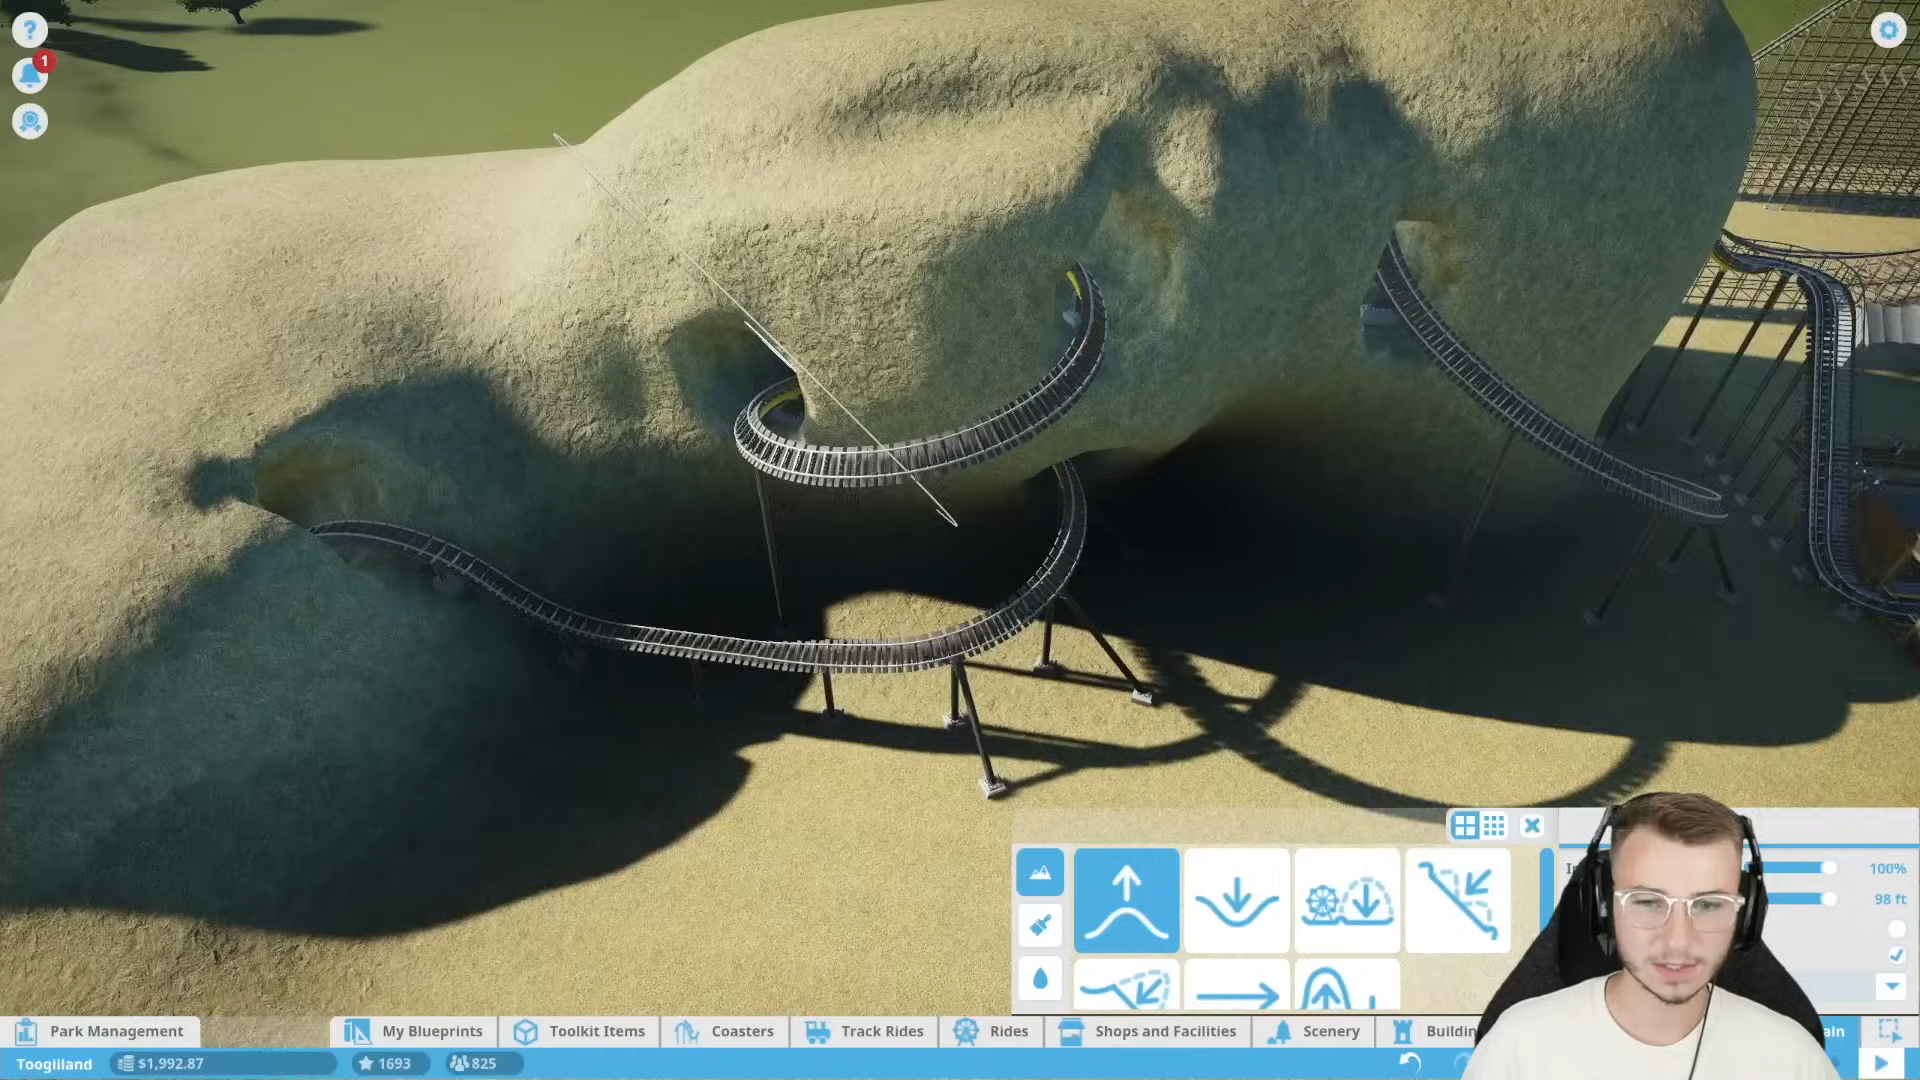 ?
1
100%
98 ft
Park Management
My Blueprints
Toolkit Items
Coasters
Track Rides
Rides
Shops and Facilities
Scenery
Toogiiland
$1,992.87
1693
825